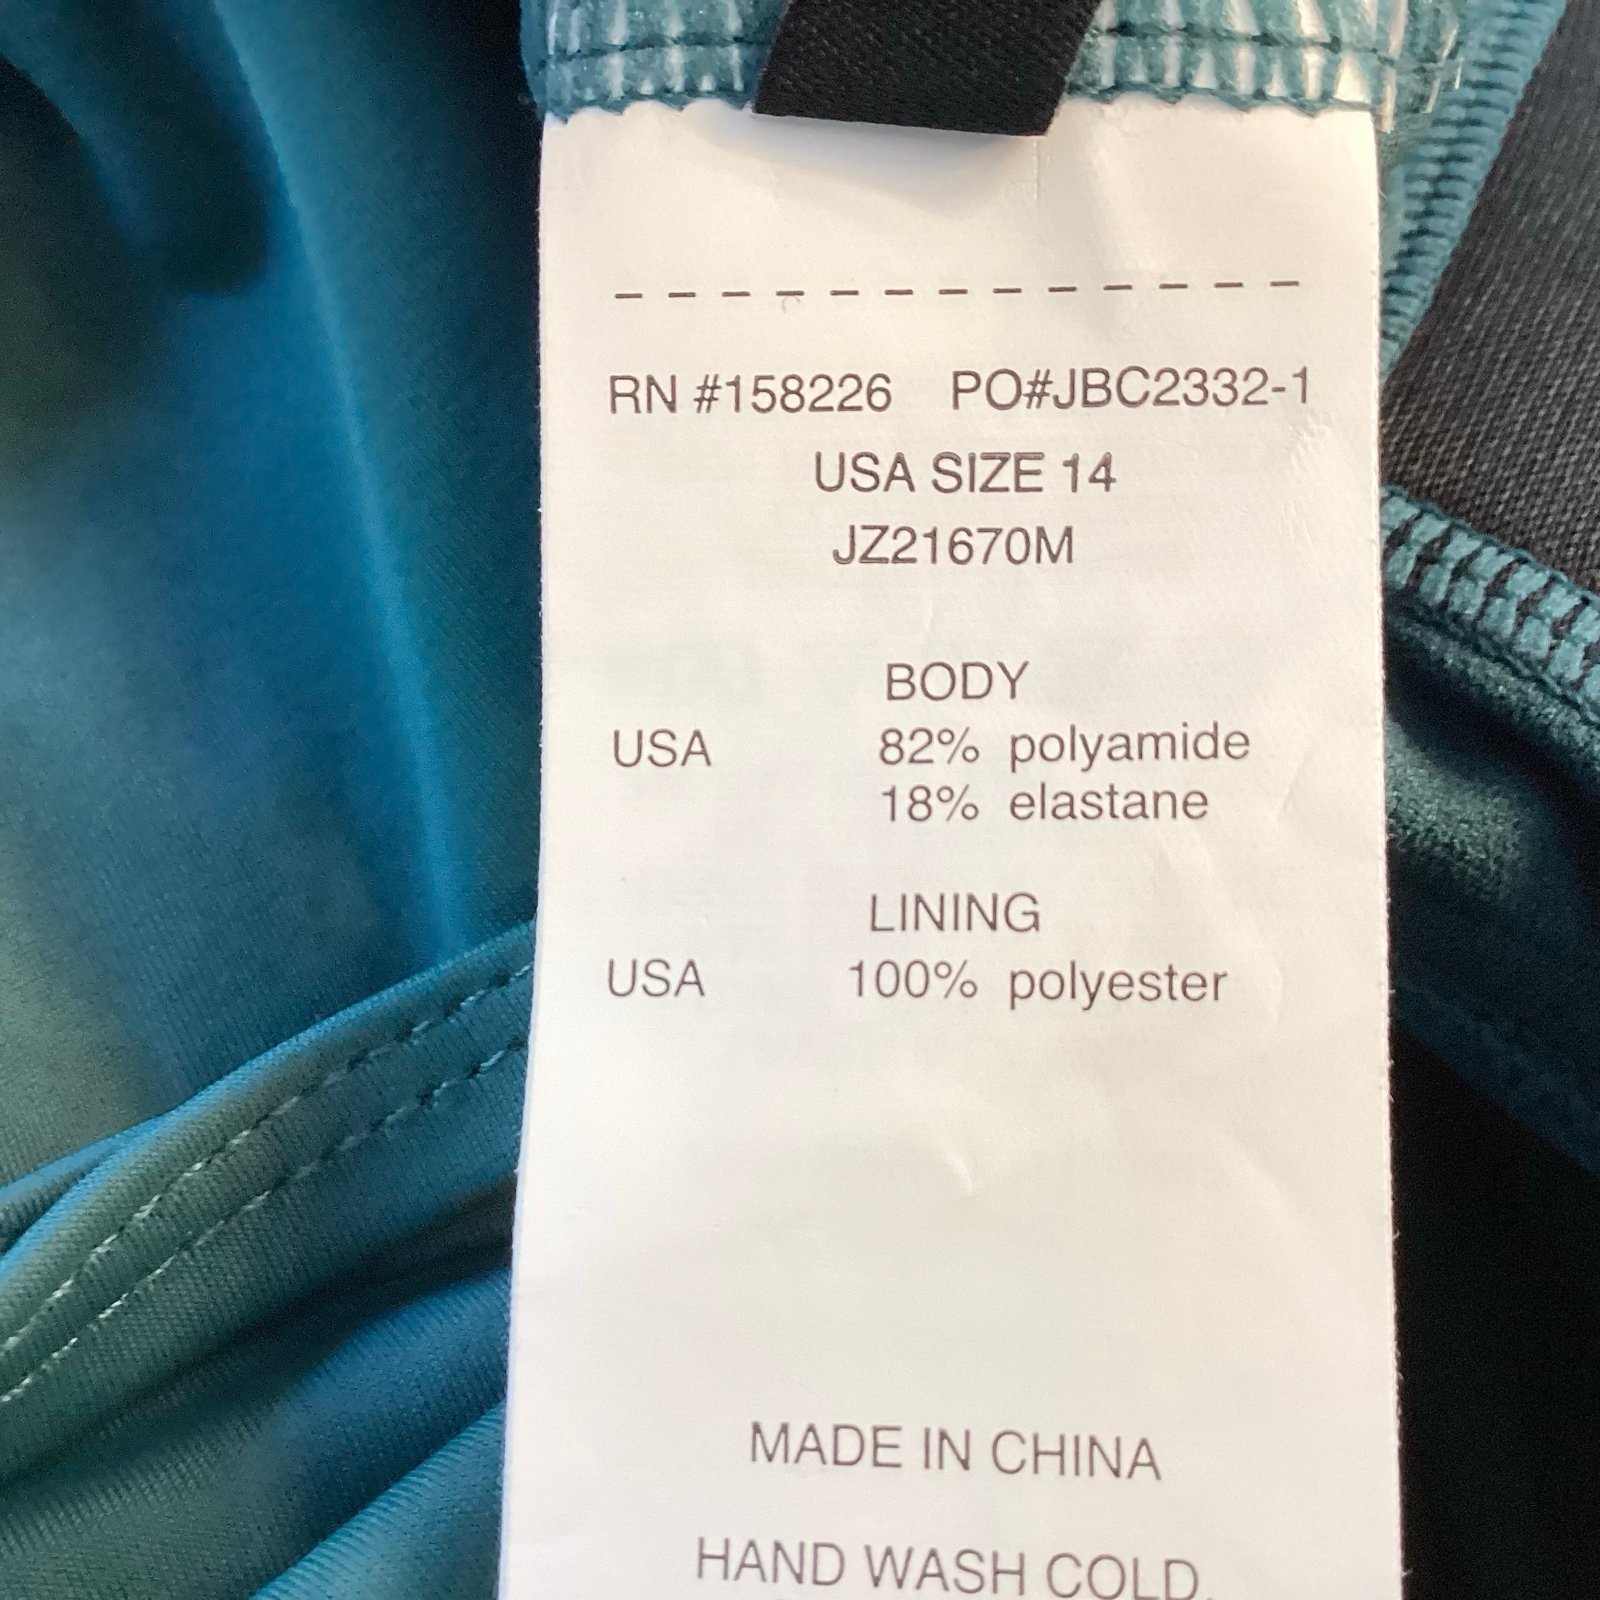 RN #158226 PO#JBC2332-1
USA SIZE 14
JZ21670M
BODY
USA 82% polyamide
18% elastane
LINING
USA 100% polyester
MADE IN CHINA
HAND WASH COLD.